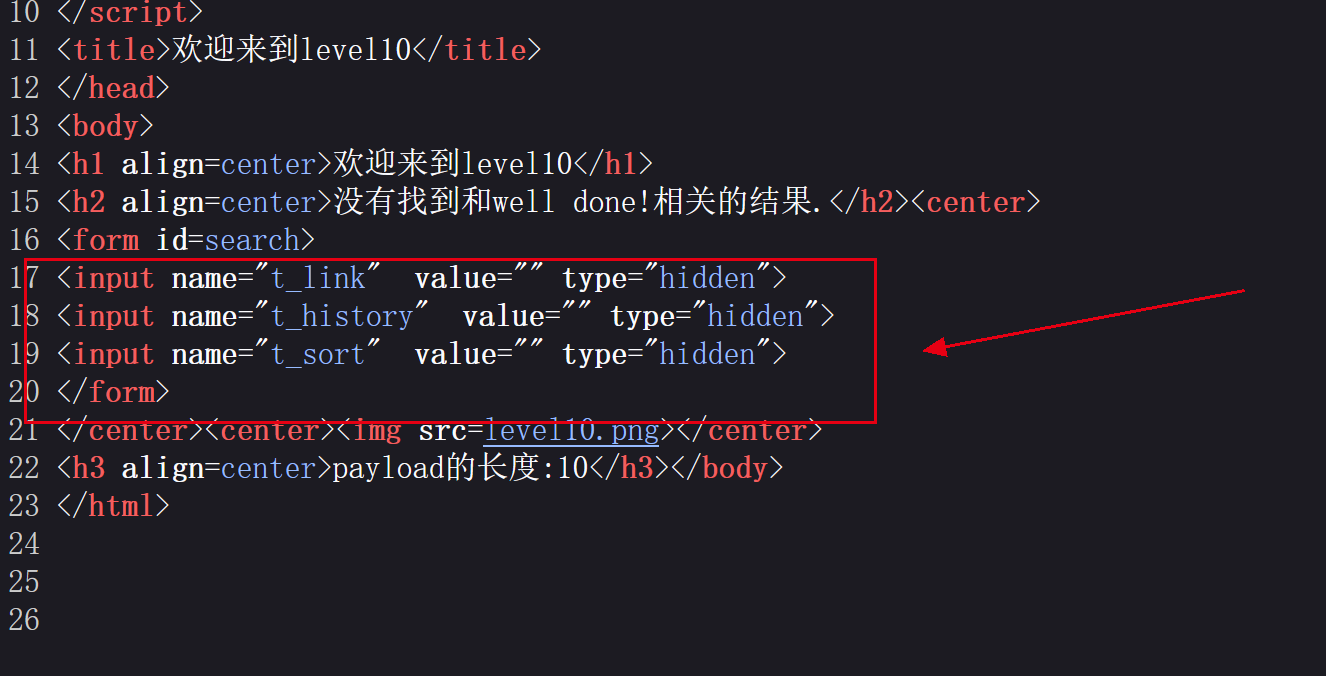 10 </script>
11 <title>欢迎来到level10</title>
12 </head>
13 <body>
14 <h1 align=center>欢迎来到level10</h1>
15 <h2 align=center>没有找到和well done!相关的结果.</h2><center>
16 <form id=search>
17 <input name="t_link"  value="" type="hidden">
18 <input name="t_history"  value="" type="hidden">
19 <input name="t_sort"  value="" type="hidden">
20 </form>
21 </center><center><img src=level10.png></center>
22 <h3 align=center>payload的长度:10</h3></body>
23 </html>
24
25
26